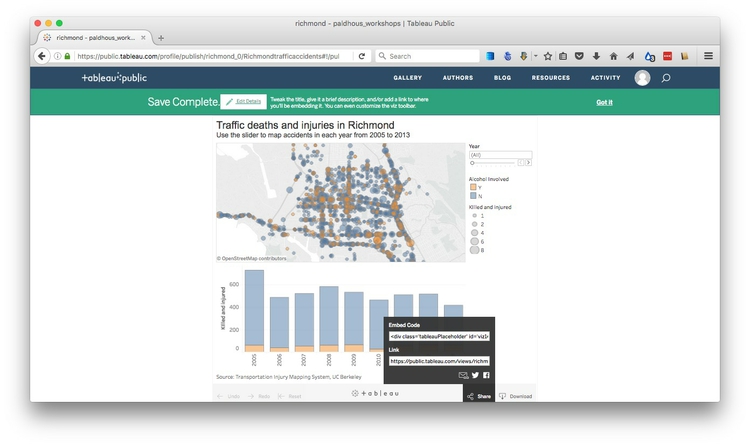 richmond - paldhous_workshops | Tableau Public
richmond - paldhous_w...
https://public.tableau.com/profile/publish/richmond_0/Richmondtrafficaccidents#!/pul
Search
+ab|eau public
GALLERY
AUTHORS
BLOG
RESOURCES
ACTIVITY
Save Complete.
Edit Details
Tweak the title, give it a brief description, and/or add a link to where
you'll be embedding it. You can even customize the viz toolbar.
Got it
Traffic deaths and injuries in Richmond
Use the slider to map accidents in each year from 2005 to 2013
Year
(All)
Alcohol Involved
Y
N
Killed and injured
1
2
4
6
8
© OpenStreetMap contributors
Killed and injured
600
400
200
0
2005
2006
2007
2008
2009
2010
Embed Code
<div class='tableauPlaceholder' id='viz1
Link
https://public.tableau.com/views/richm
Source: Transportation Injury Mapping System, UC Berkeley
Undo
Redo
Reset
+ableau
Share
Download